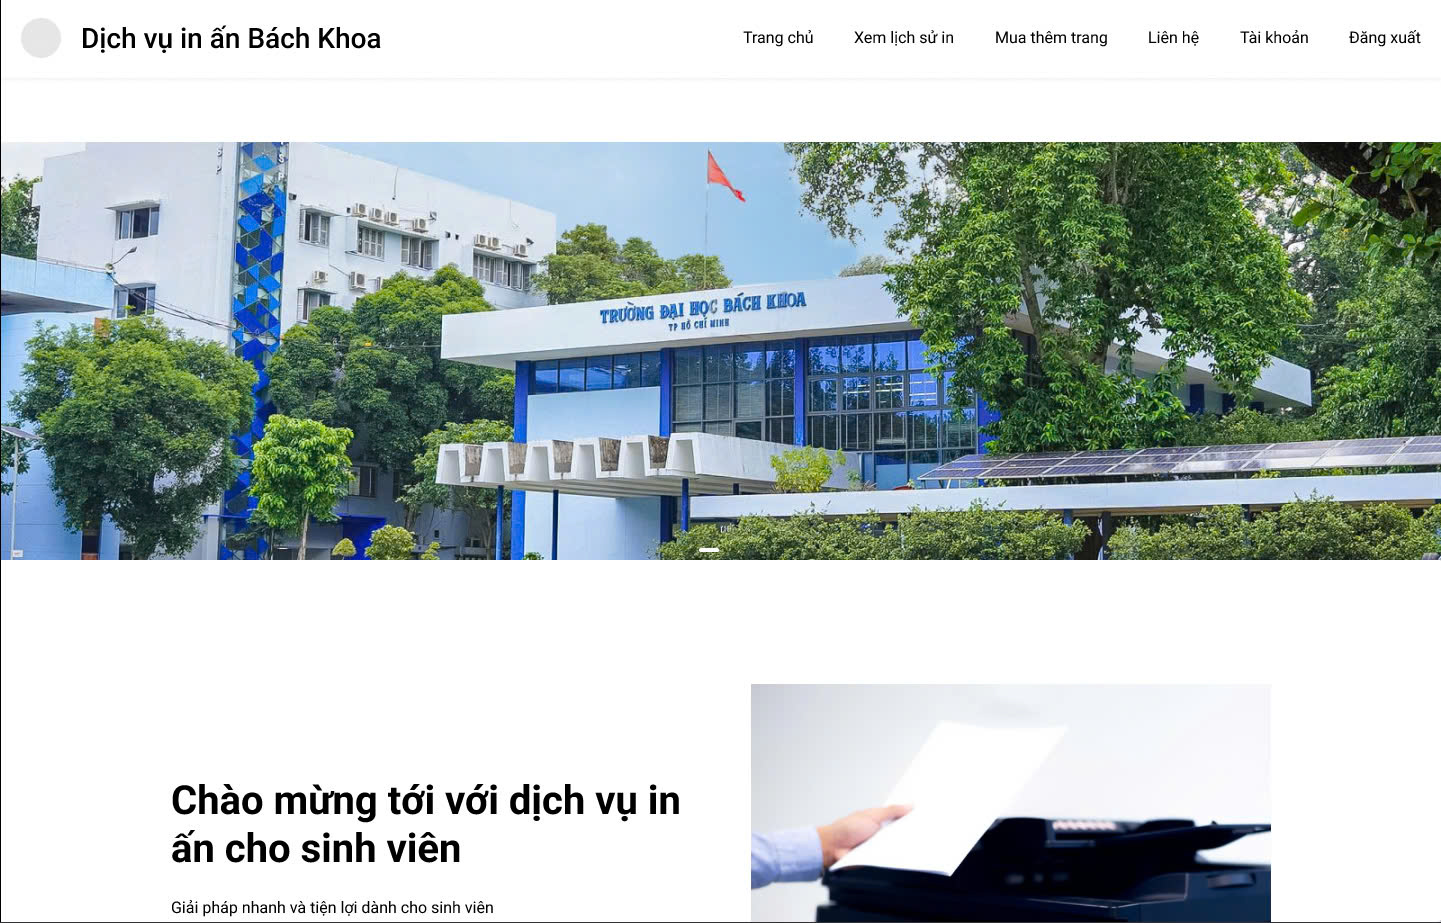 Dịch vụ in ấn Bách Khoa
Trang chủ
Xem lịch sử in
Mua thêm trang
Liên hệ
Tài khoản
Đăng xuất
TRƯỜNG ĐẠI HỌC BÁCH KHOA
TP HỒ CHÍ MINH
Chào mừng tới với dịch vụ in
ấn cho sinh viên
Giải pháp nhanh và tiện lợi dành cho sinh viên